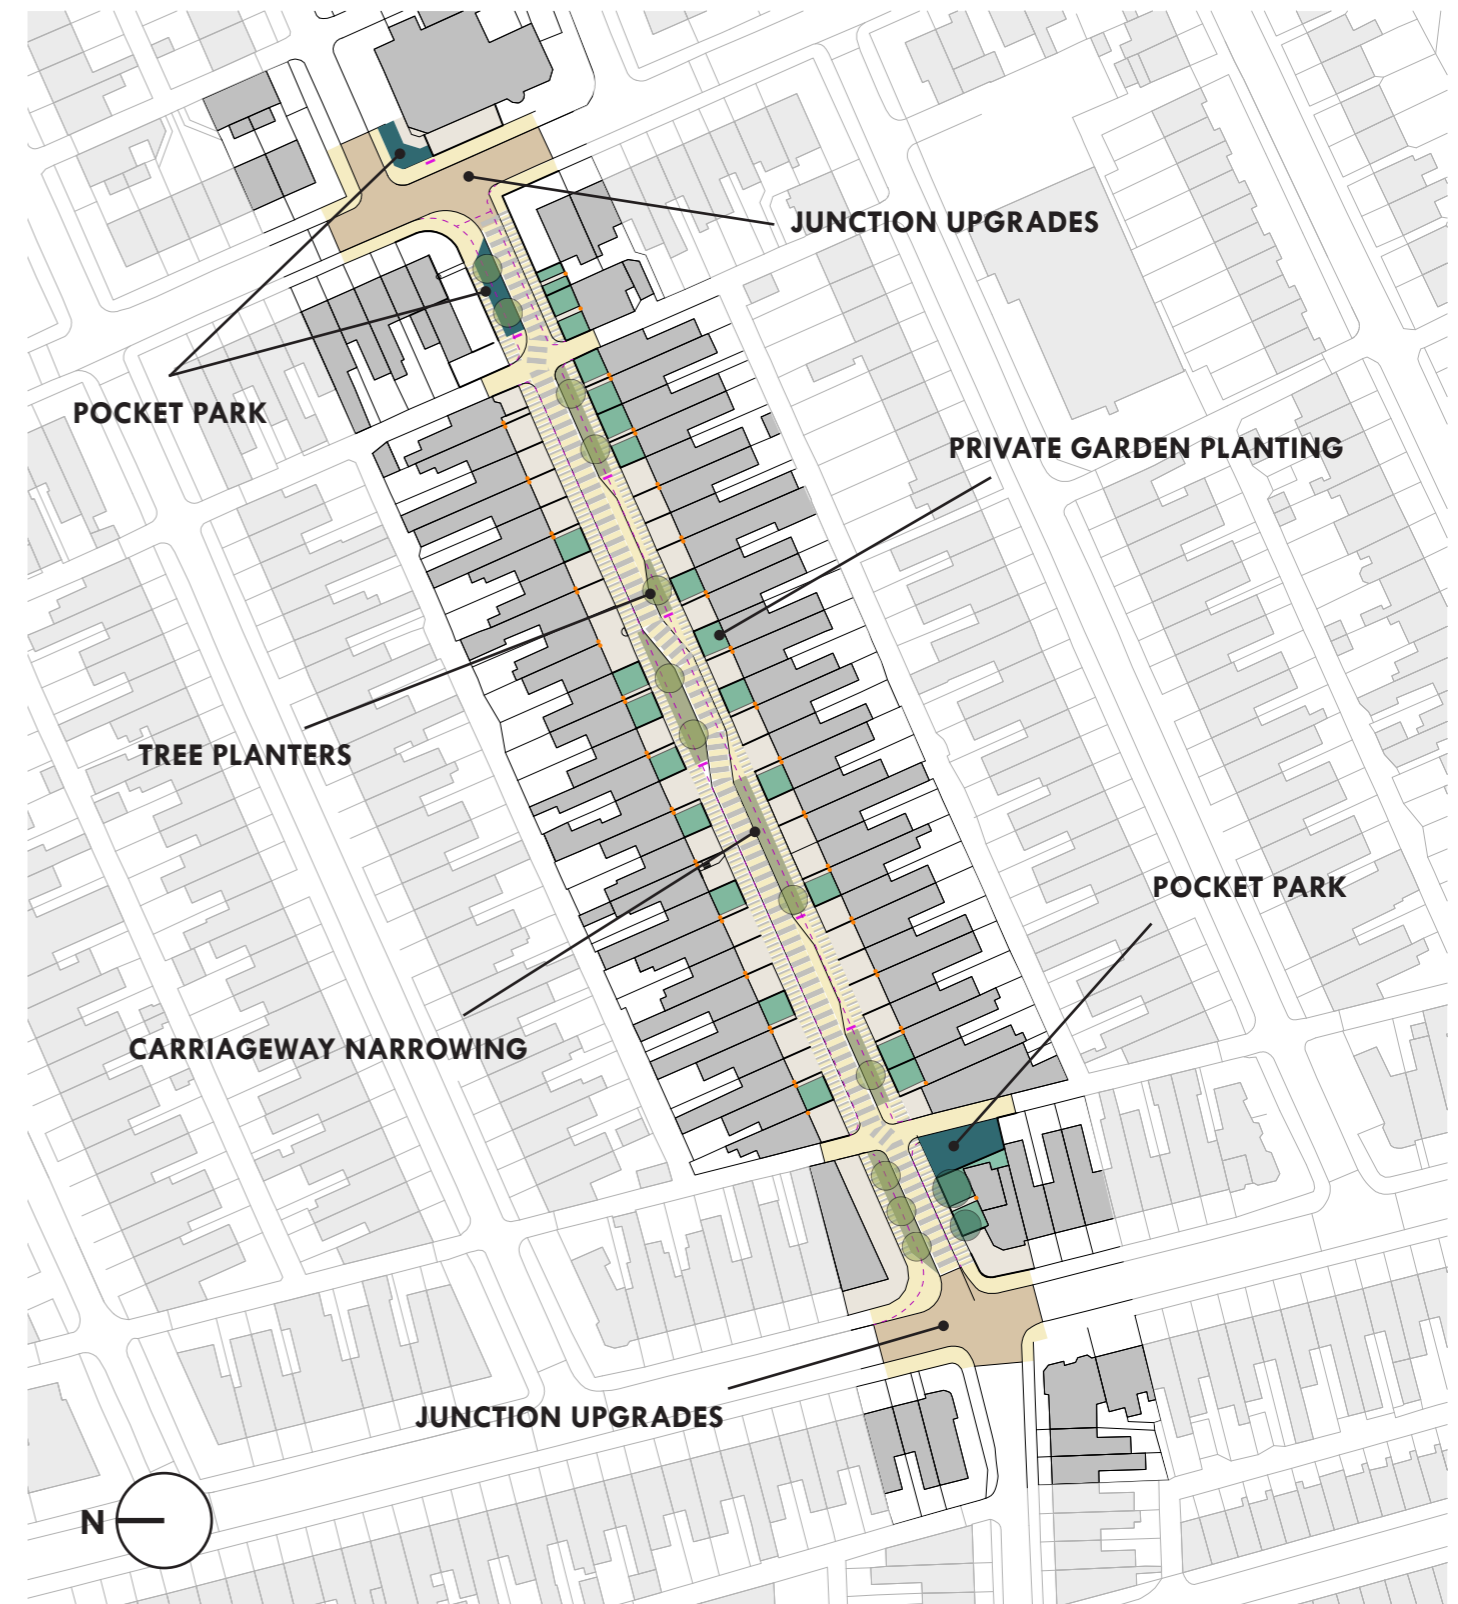 JUNCTION UPGRADES
POCKET PARK
PRIVATE GARDEN PLANTING
TREE PLANTERS
POCKET PARK
CARRIAGEWAY NARROWING
JUNCTION UPGRADES
N